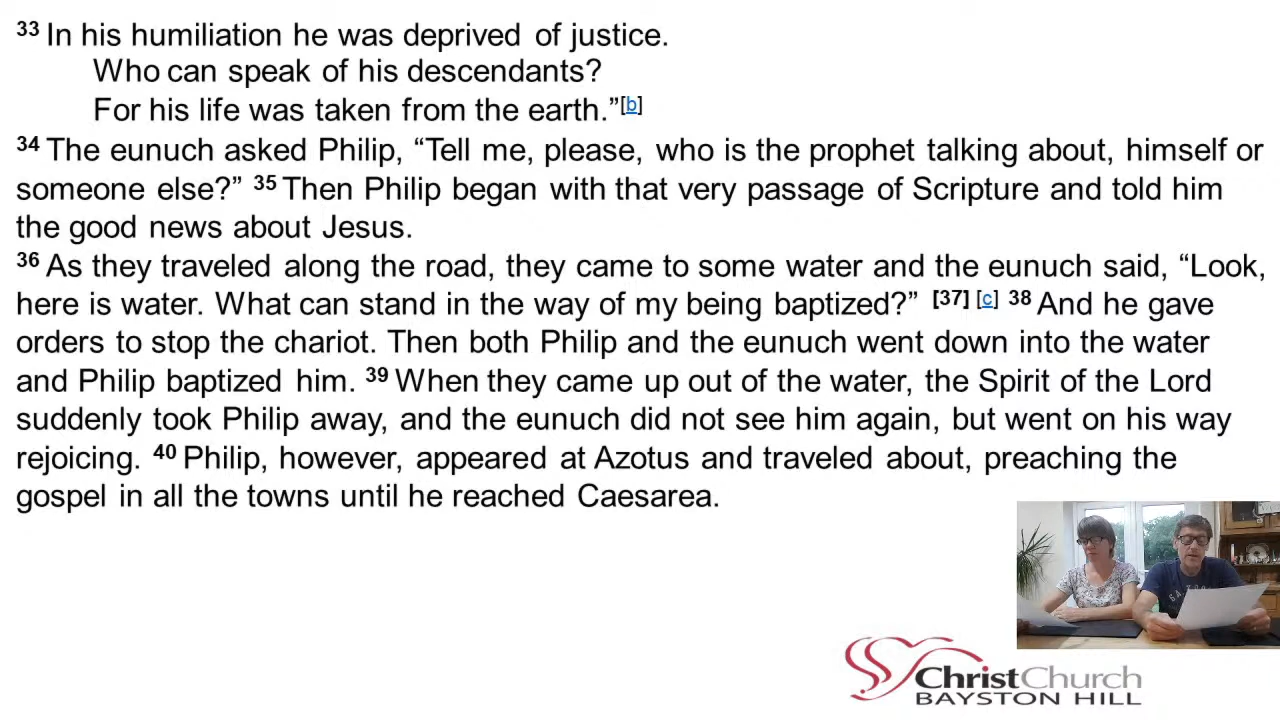 33 In his humiliation he was deprived of justice.
Who can speak of his descendants?
For his life was taken from the earth.”[b]
34 The eunuch asked Philip, “Tell me, please, who is the prophet talking about, himself or
someone else?” 35 Then Philip began with that very passage of Scripture and told him
the good news about Jesus.
36 As they traveled along the road, they came to some water and the eunuch said, “Look,
here is water. What can stand in the way of my being baptized?” [37] [c] 38 And he gave
orders to stop the chariot. Then both Philip and the eunuch went down into the water
and Philip baptized him. 39 When they came up out of the water, the Spirit of the Lord
suddenly took Philip away, and the eunuch did not see him again, but went on his way
rejoicing. 40 Philip, however, appeared at Azotus and traveled about, preaching the
gospel in all the towns until he reached Caesarea.
ChristChurch
BAYSTON HILL